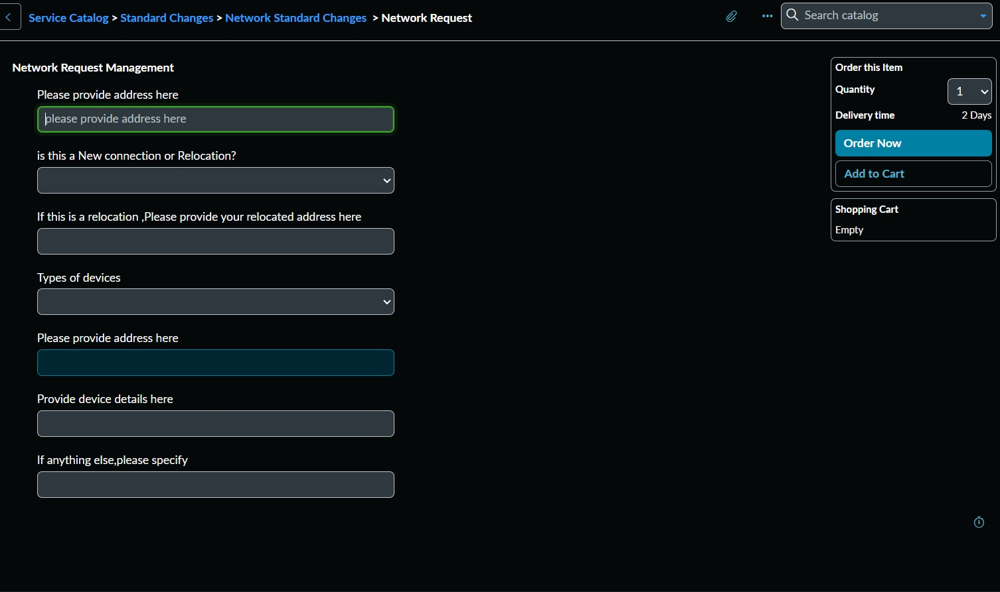 Service Catalog > Standard Changes > Network Standard Changes > Network Request
Search catalog
Network Request Management
Please provide address here
please provide address here
is this a New connection or Relocation?
If this is a relocation ,Please provide your relocated address here
Types of devices
Please provide address here
Provide device details here
If anything else,please specify
Order this Item
Quantity
1
Delivery time 2 Days
Order Now
Add to Cart
Shopping Cart
Empty